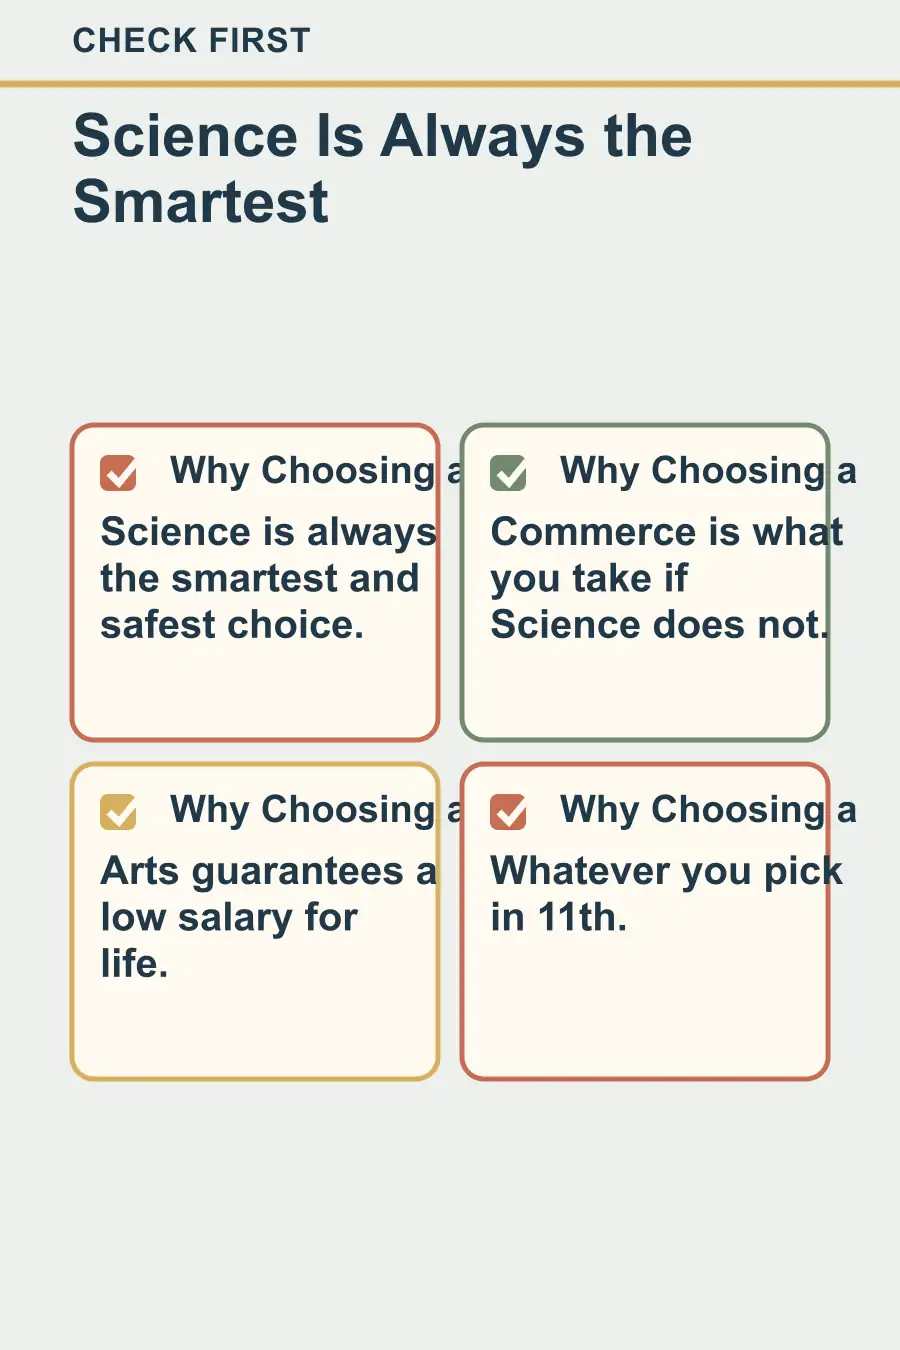 CHECK FIRST
Science Is Always the
Smartest
Why Choosing a
Science is always
the smartest and
safest choice.
Why Choosing a
Commerce is what
you take if
Science does not.
Why Choosing a
Arts guarantees a
low salary for
life.
Why Choosing a
Whatever you pick
in 11th.